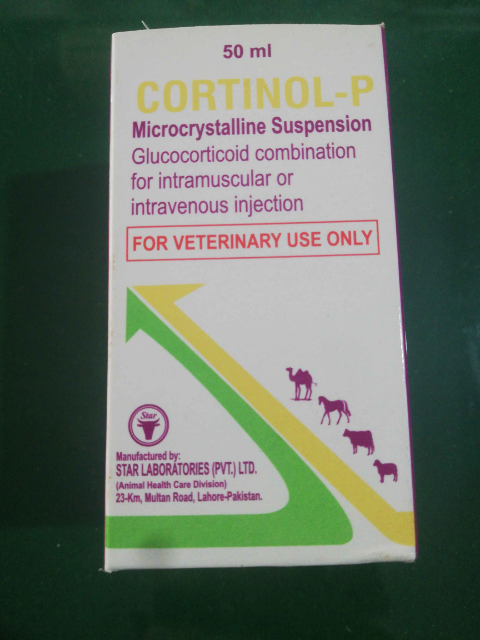 50 ml
CORTINOL-P
Microcrystalline Suspension
Glucocorticoid combination
for intramuscular or
intravenous injection
FOR VETERINARY USE ONLY
Star
Manufactured by:
STAR LABORATORIES (PVT.) LTD.
(Animal Health Care Division)
23-Km, Multan Road, Lahore-Pakistan.